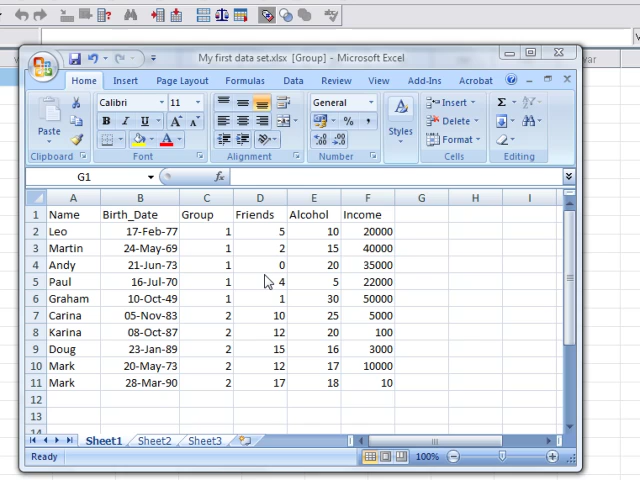 My first data set.xlsx [Group] - Microsoft Excel
Home Insert Page Layout Formulas Data Review View Add-Ins Acrobat
Calibri 11 General Insert Σ
Paste B I U A A % , Styles Delete
A Format
Clipboard Font Alignment Number Cells Editing
G1 fx
A B C D E F G H I
1 Name Birth_Date Group Friends Alcohol Income
2 Leo 17-Feb-77 1 5 10 20000
3 Martin 24-May-69 1 2 15 40000
4 Andy 21-Jun-73 1 0 20 35000
5 Paul 16-Jul-70 1 4 5 22000
6 Graham 10-Oct-49 1 1 30 50000
7 Carina 05-Nov-83 2 10 25 5000
8 Karina 08-Oct-87 2 12 20 100
9 Doug 23-Jan-89 2 15 16 3000
10 Mark 20-May-73 2 12 17 10000
11 Mark 28-Mar-90 2 17 18 10
12
13
14
Sheet1 Sheet2 Sheet3
Ready 100%